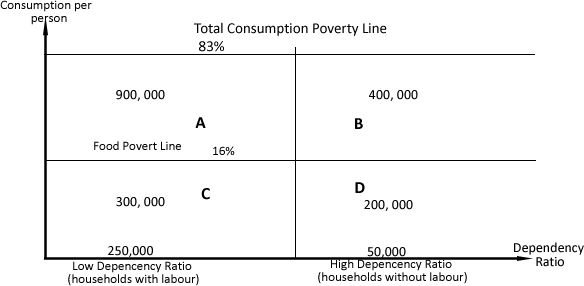 Consumption per
person
Total Consumption Poverty Line
83%
900, 000
400, 000
A
B
Food Povert Line
16%
C
D
300, 000
200, 000
250,000
50,000
Dependency
Ratio
Low Depencency Ratio
(households with labour)
High Depencency Ratio
(households without labour)